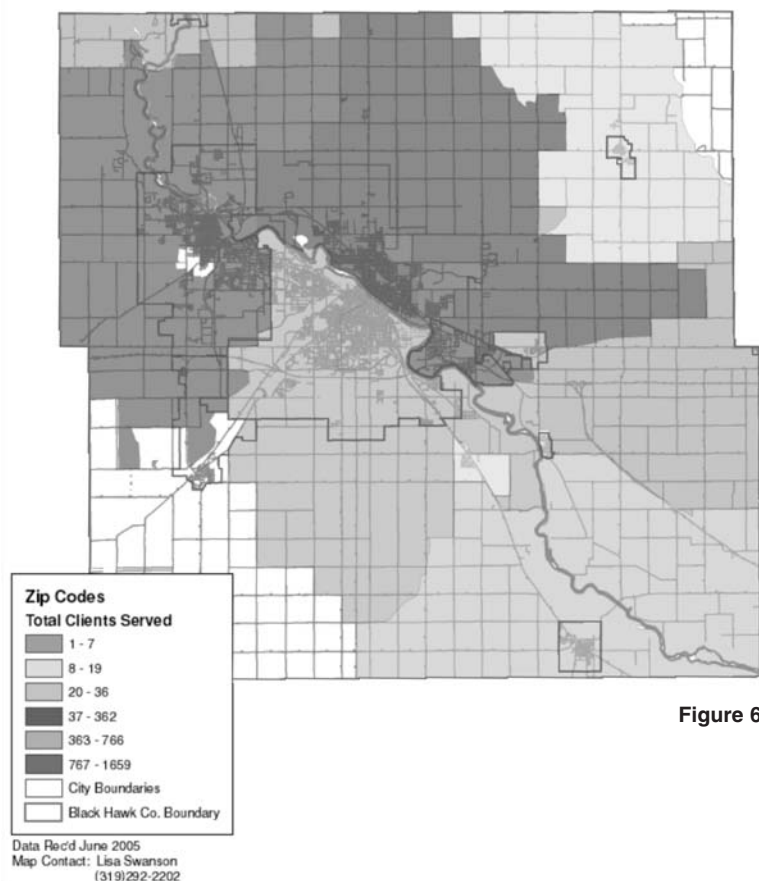 Zip Codes
Total Clients Served
1 - 7
8 - 19
20 - 36
37 - 362
363 - 766
767 - 1659
City Boundaries
Black Hawk Co. Boundary
Figure 6
Data Rec'd June 2005
Map Contact: Lisa Swanson
(319)292-2202